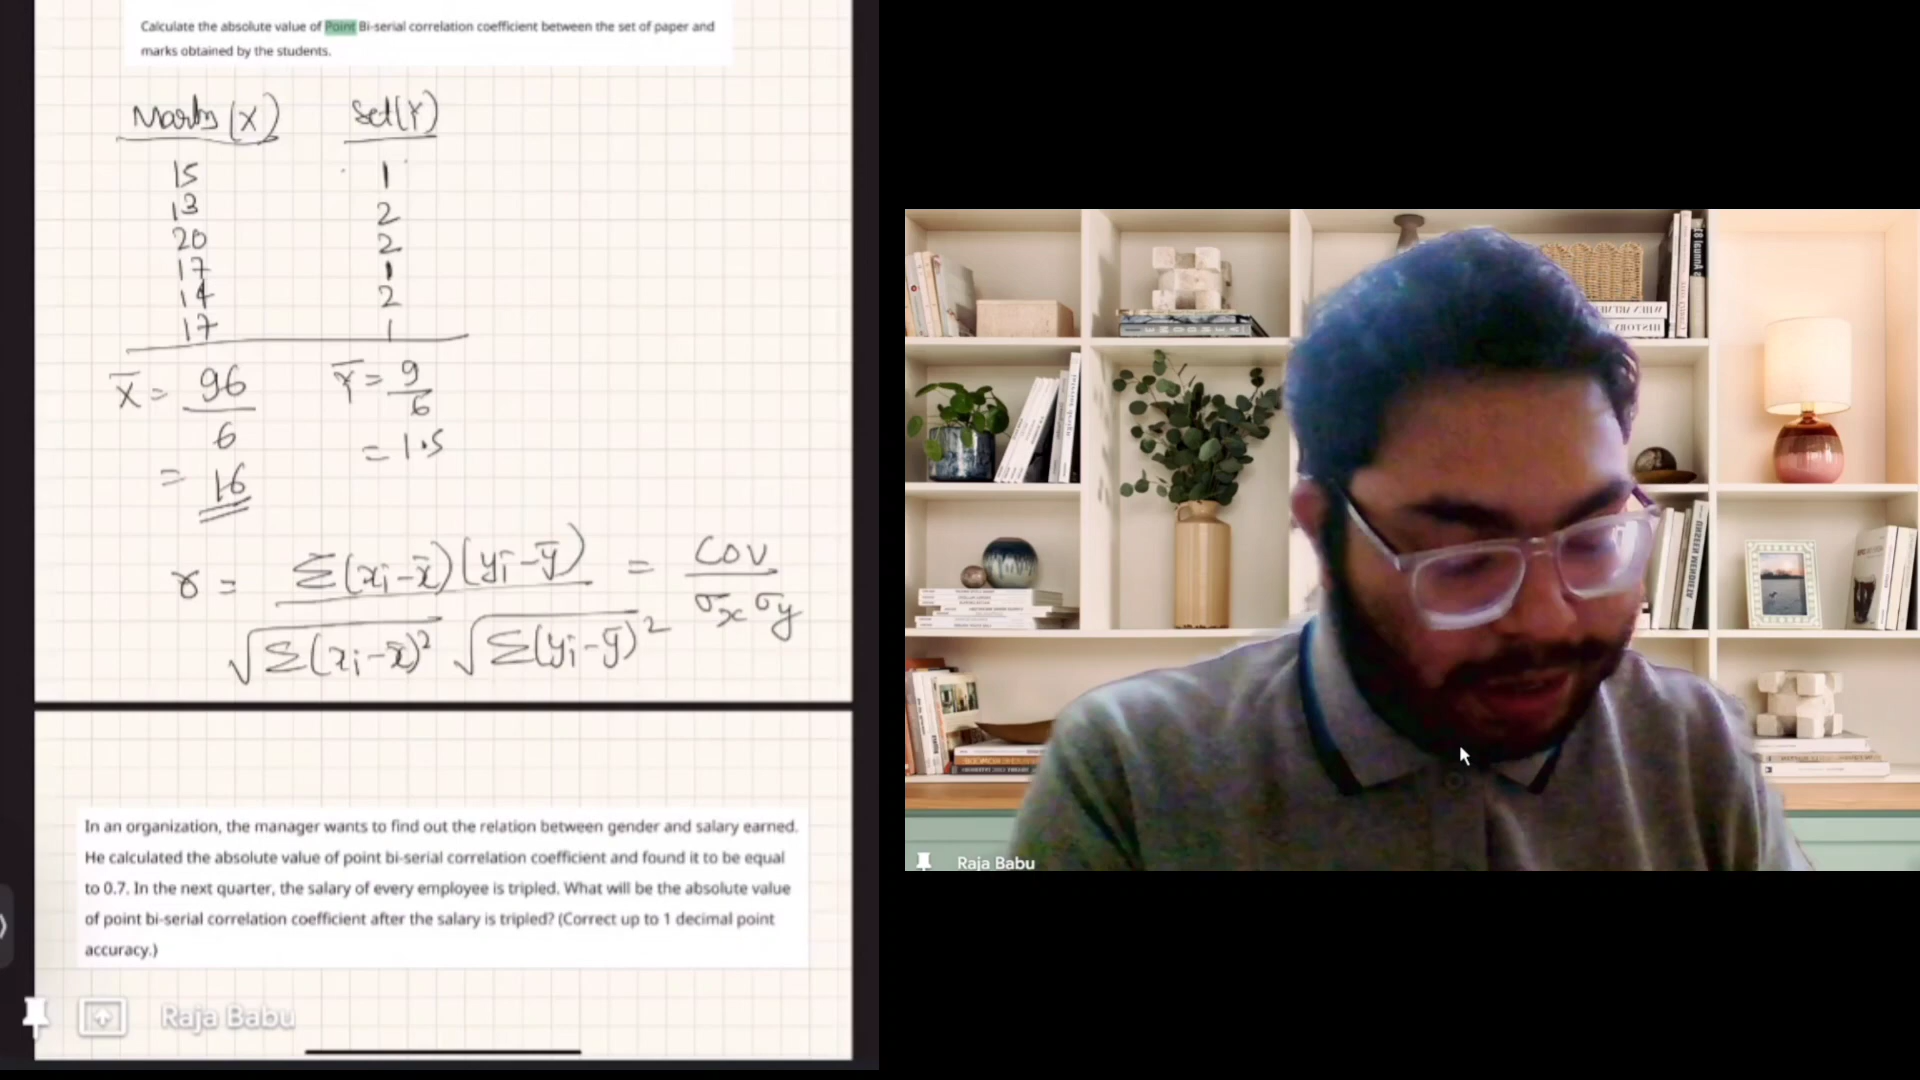 Calculate the absolute value of Point Bi-serial correlation coefficient between the set of paper and
marks obtained by the students.
Marks (X) Set(Y)
15 1
13 2
20 2
17 1
14 2
17 1
X̄ = 96/6 Ȳ = 9/6
= 16 = 1.5
r = Σ(xi-x̄)(yi-ȳ) / √Σ(xi-x̄)² √Σ(yi-ȳ)² = COV / σx σy
In an organization, the manager wants to find out the relation between gender and salary earned.
He calculated the absolute value of point bi-serial correlation coefficient and found it to be equal
to 0.7. In the next quarter, the salary of every employee is tripled. What will be the absolute value
of point bi-serial correlation coefficient after the salary is tripled? (Correct up to 1 decimal point
accuracy.)
Raja Babu
Raja Babu